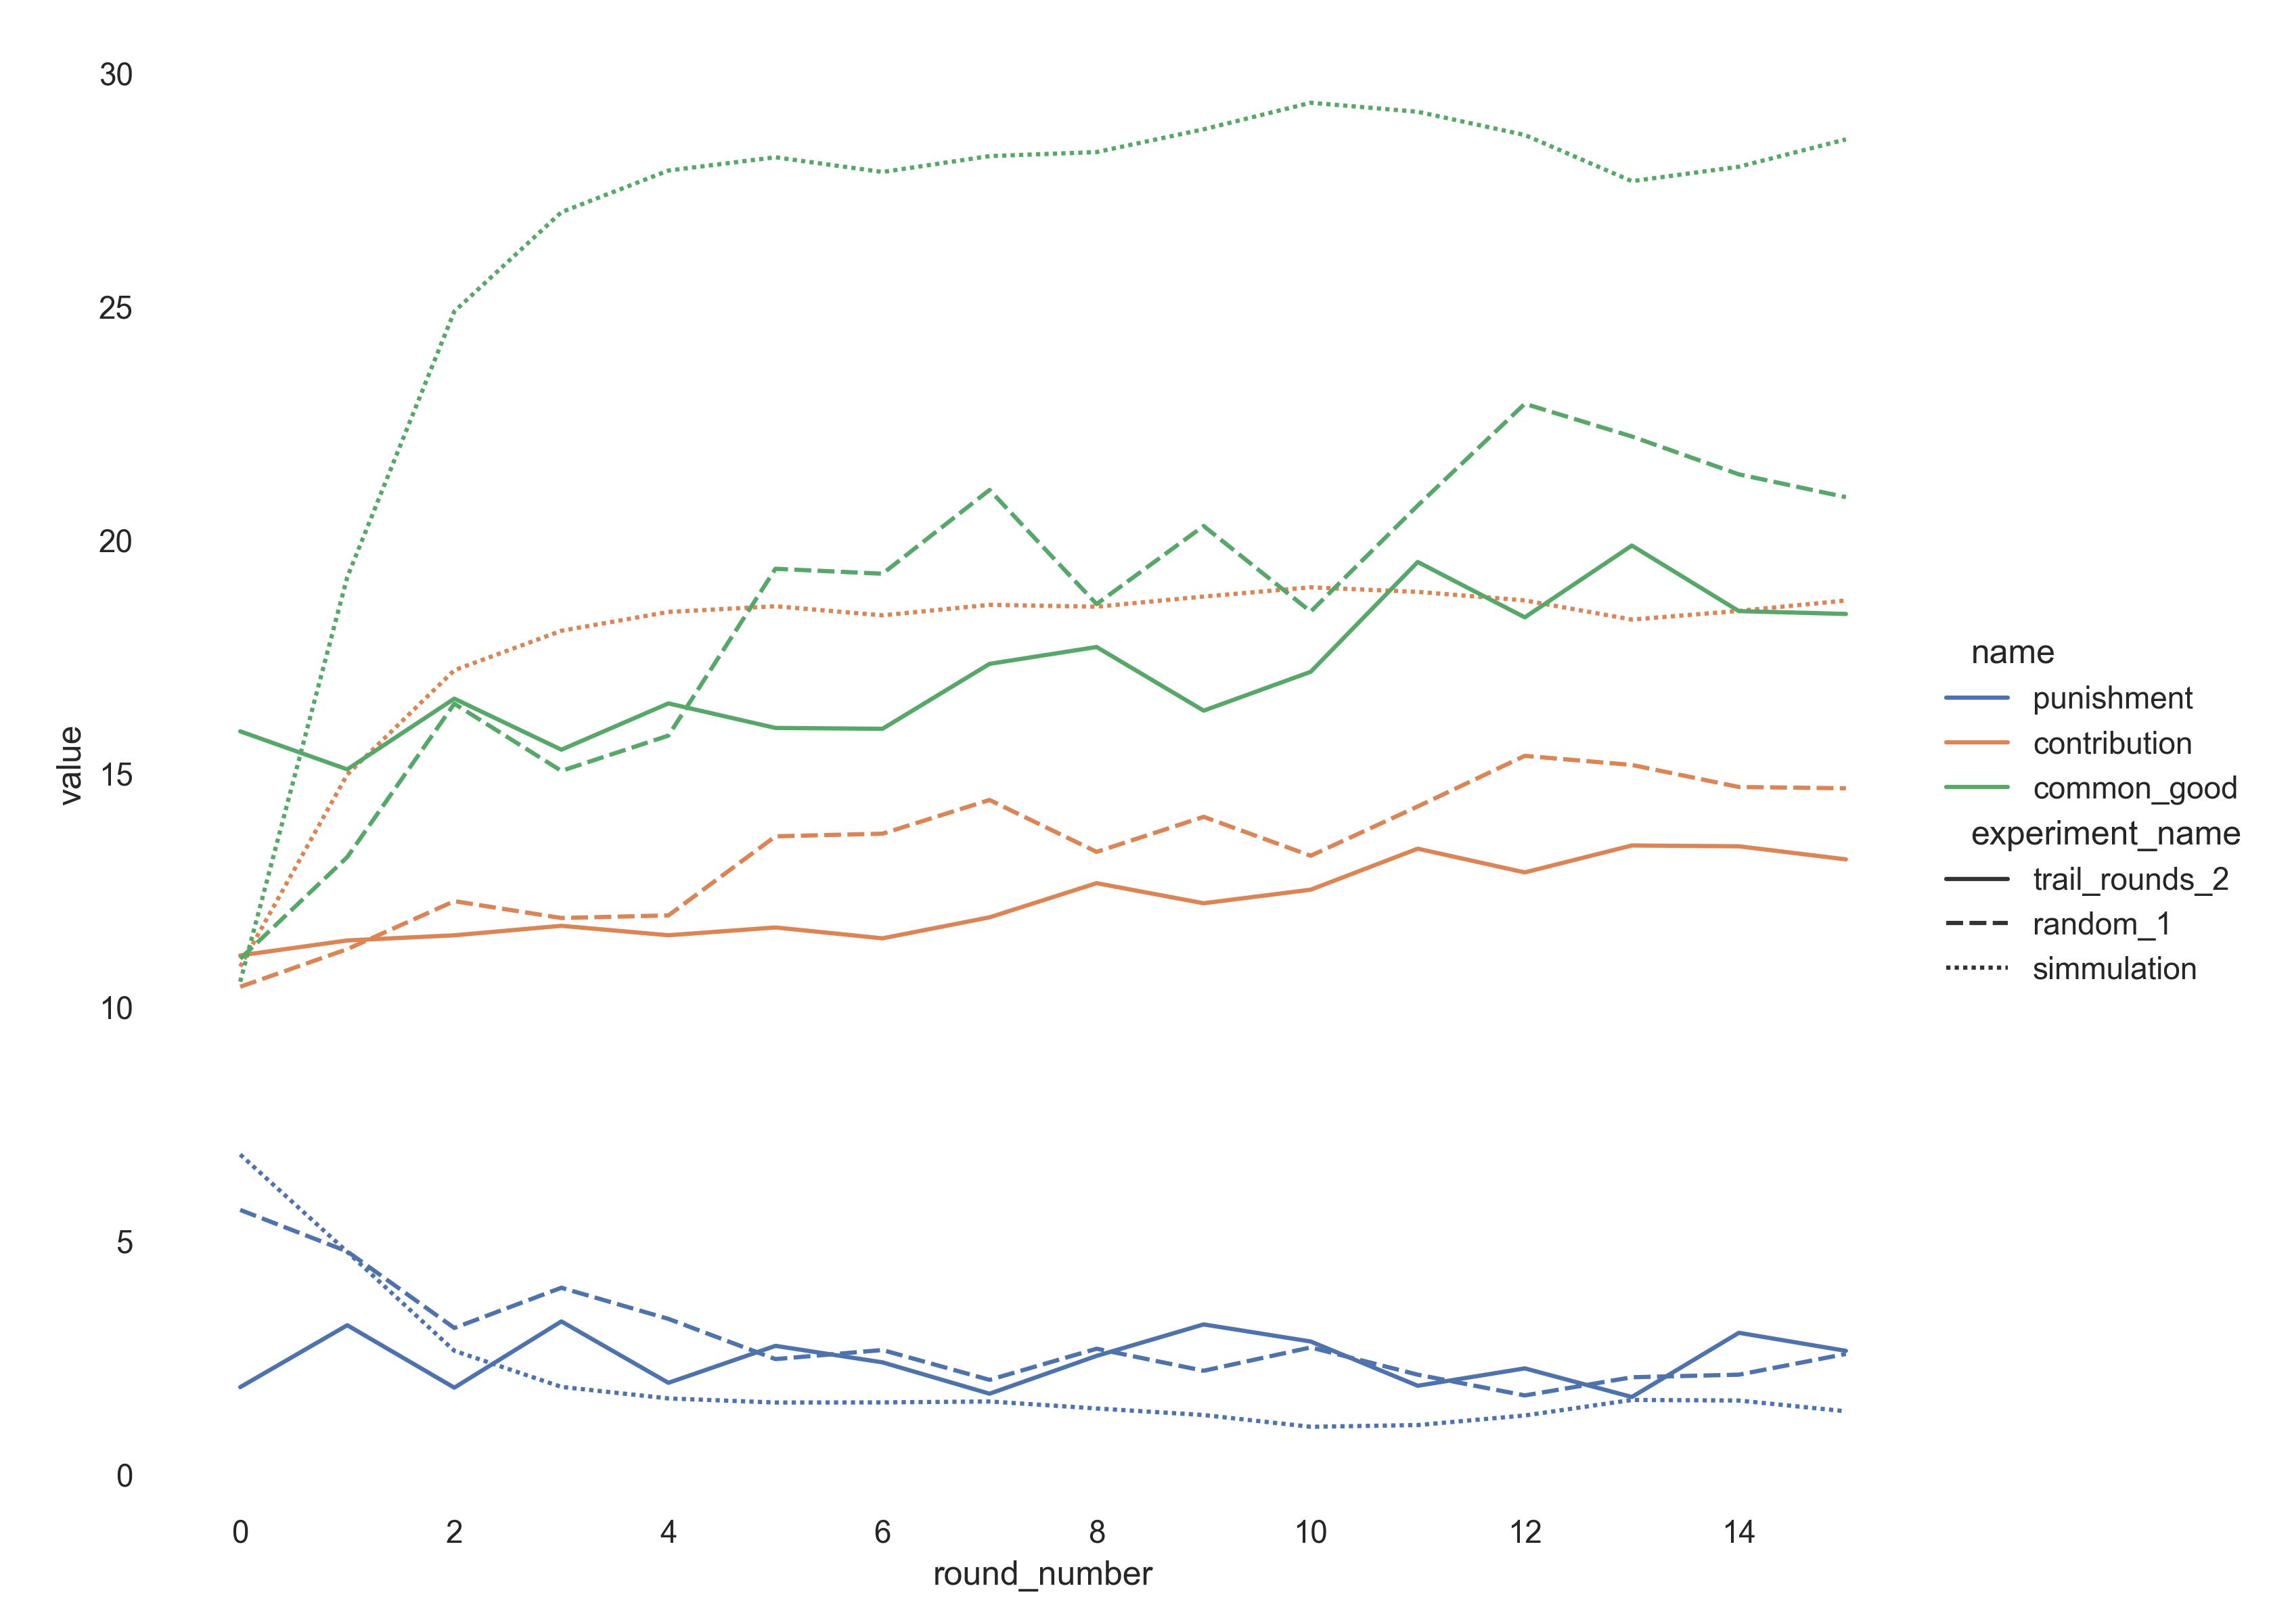 30
25
20
15
10
5
0
value
0 2 4 6 8 10 12 14
round_number
name
punishment
contribution
common_good
experiment_name
trail_rounds_2
random_1
simmulation